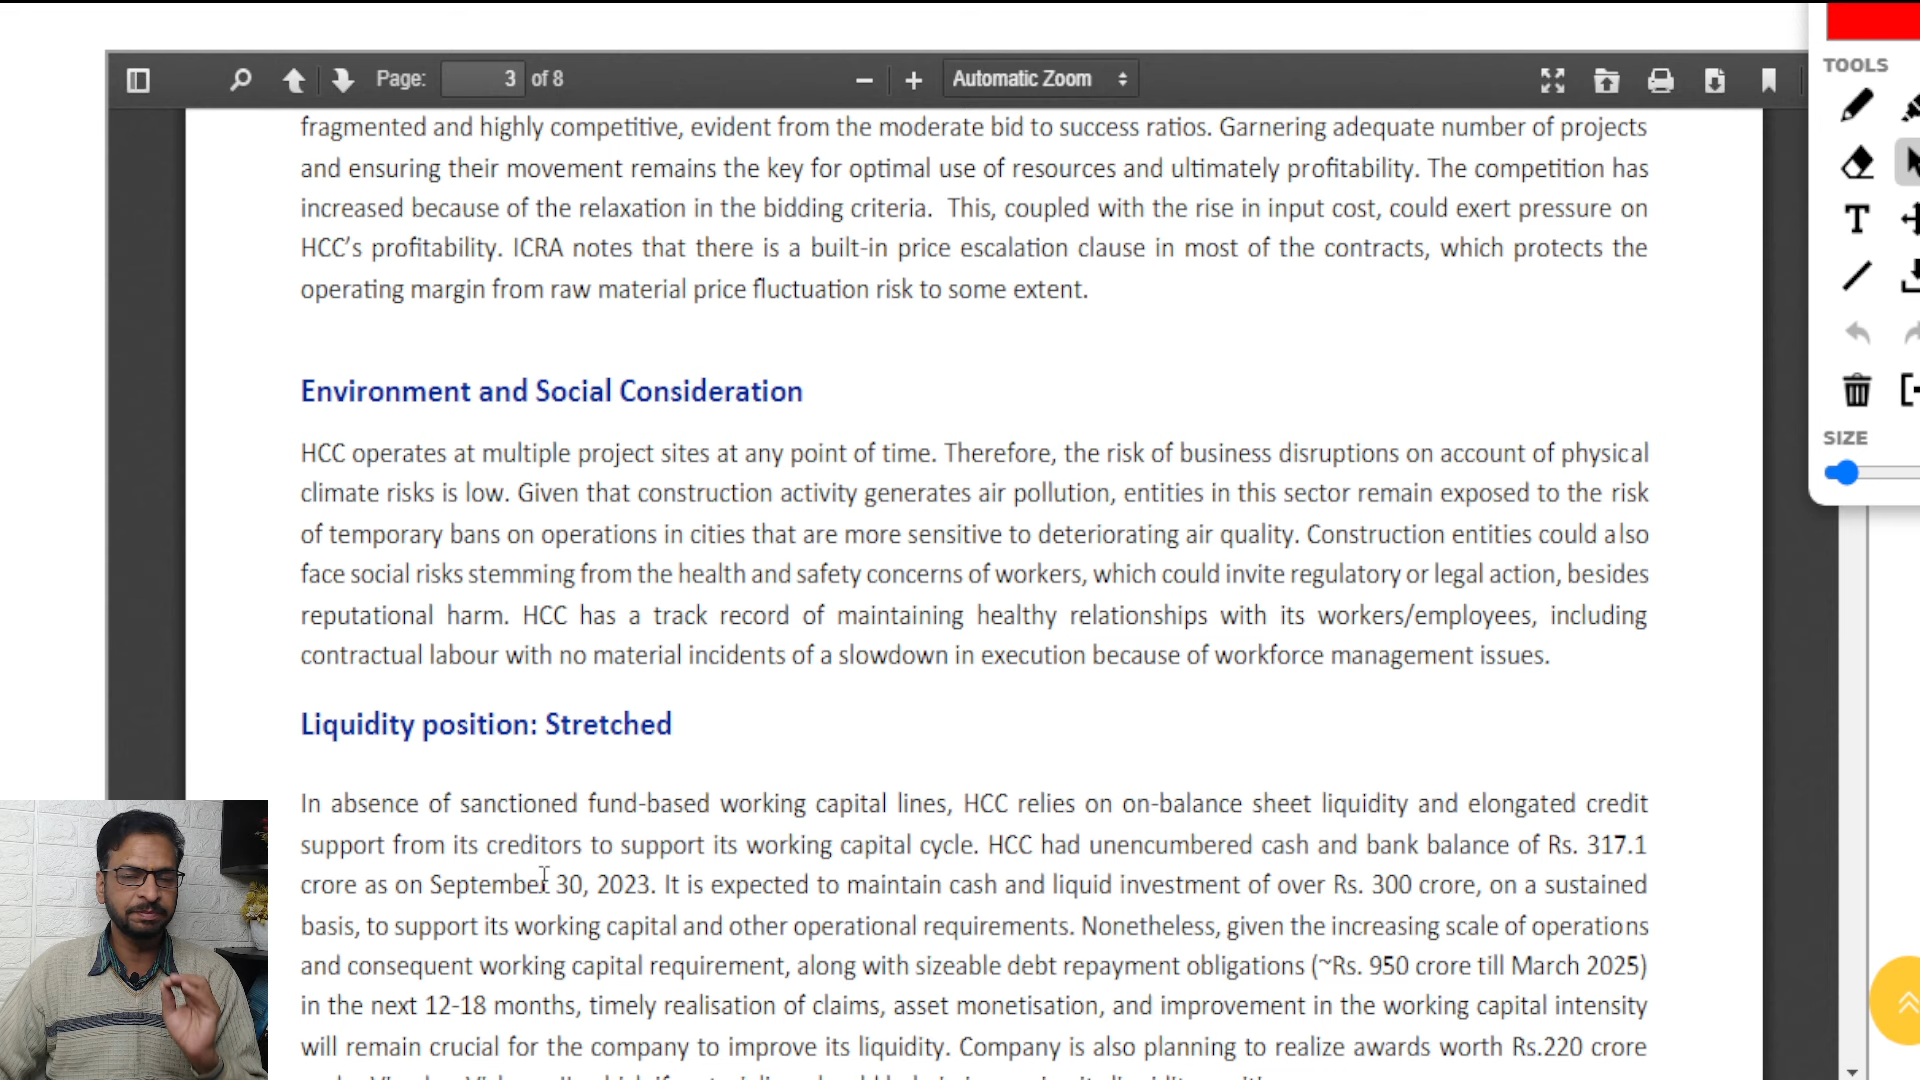 Page: 3 of 8
Automatic Zoom
TOOLS
T
SIZE
fragmented and highly competitive, evident from the moderate bid to success ratios. Garnering adequate number of projects
and ensuring their movement remains the key for optimal use of resources and ultimately profitability. The competition has
increased because of the relaxation in the bidding criteria. This, coupled with the rise in input cost, could exert pressure on
HCC’s profitability. ICRA notes that there is a built-in price escalation clause in most of the contracts, which protects the
operating margin from raw material price fluctuation risk to some extent.
Environment and Social Consideration
HCC operates at multiple project sites at any point of time. Therefore, the risk of business disruptions on account of physical
climate risks is low. Given that construction activity generates air pollution, entities in this sector remain exposed to the risk
of temporary bans on operations in cities that are more sensitive to deteriorating air quality. Construction entities could also
face social risks stemming from the health and safety concerns of workers, which could invite regulatory or legal action, besides
reputational harm. HCC has a track record of maintaining healthy relationships with its workers/employees, including
contractual labour with no material incidents of a slowdown in execution because of workforce management issues.
Liquidity position: Stretched
In absence of sanctioned fund-based working capital lines, HCC relies on on-balance sheet liquidity and elongated credit
support from its creditors to support its working capital cycle. HCC had unencumbered cash and bank balance of Rs. 317.1
crore as on September 30, 2023. It is expected to maintain cash and liquid investment of over Rs. 300 crore, on a sustained
basis, to support its working capital and other operational requirements. Nonetheless, given the increasing scale of operations
and consequent working capital requirement, along with sizeable debt repayment obligations (~Rs. 950 crore till March 2025)
in the next 12-18 months, timely realisation of claims, asset monetisation, and improvement in the working capital intensity
will remain crucial for the company to improve its liquidity. Company is also planning to realize awards worth Rs.220 crore